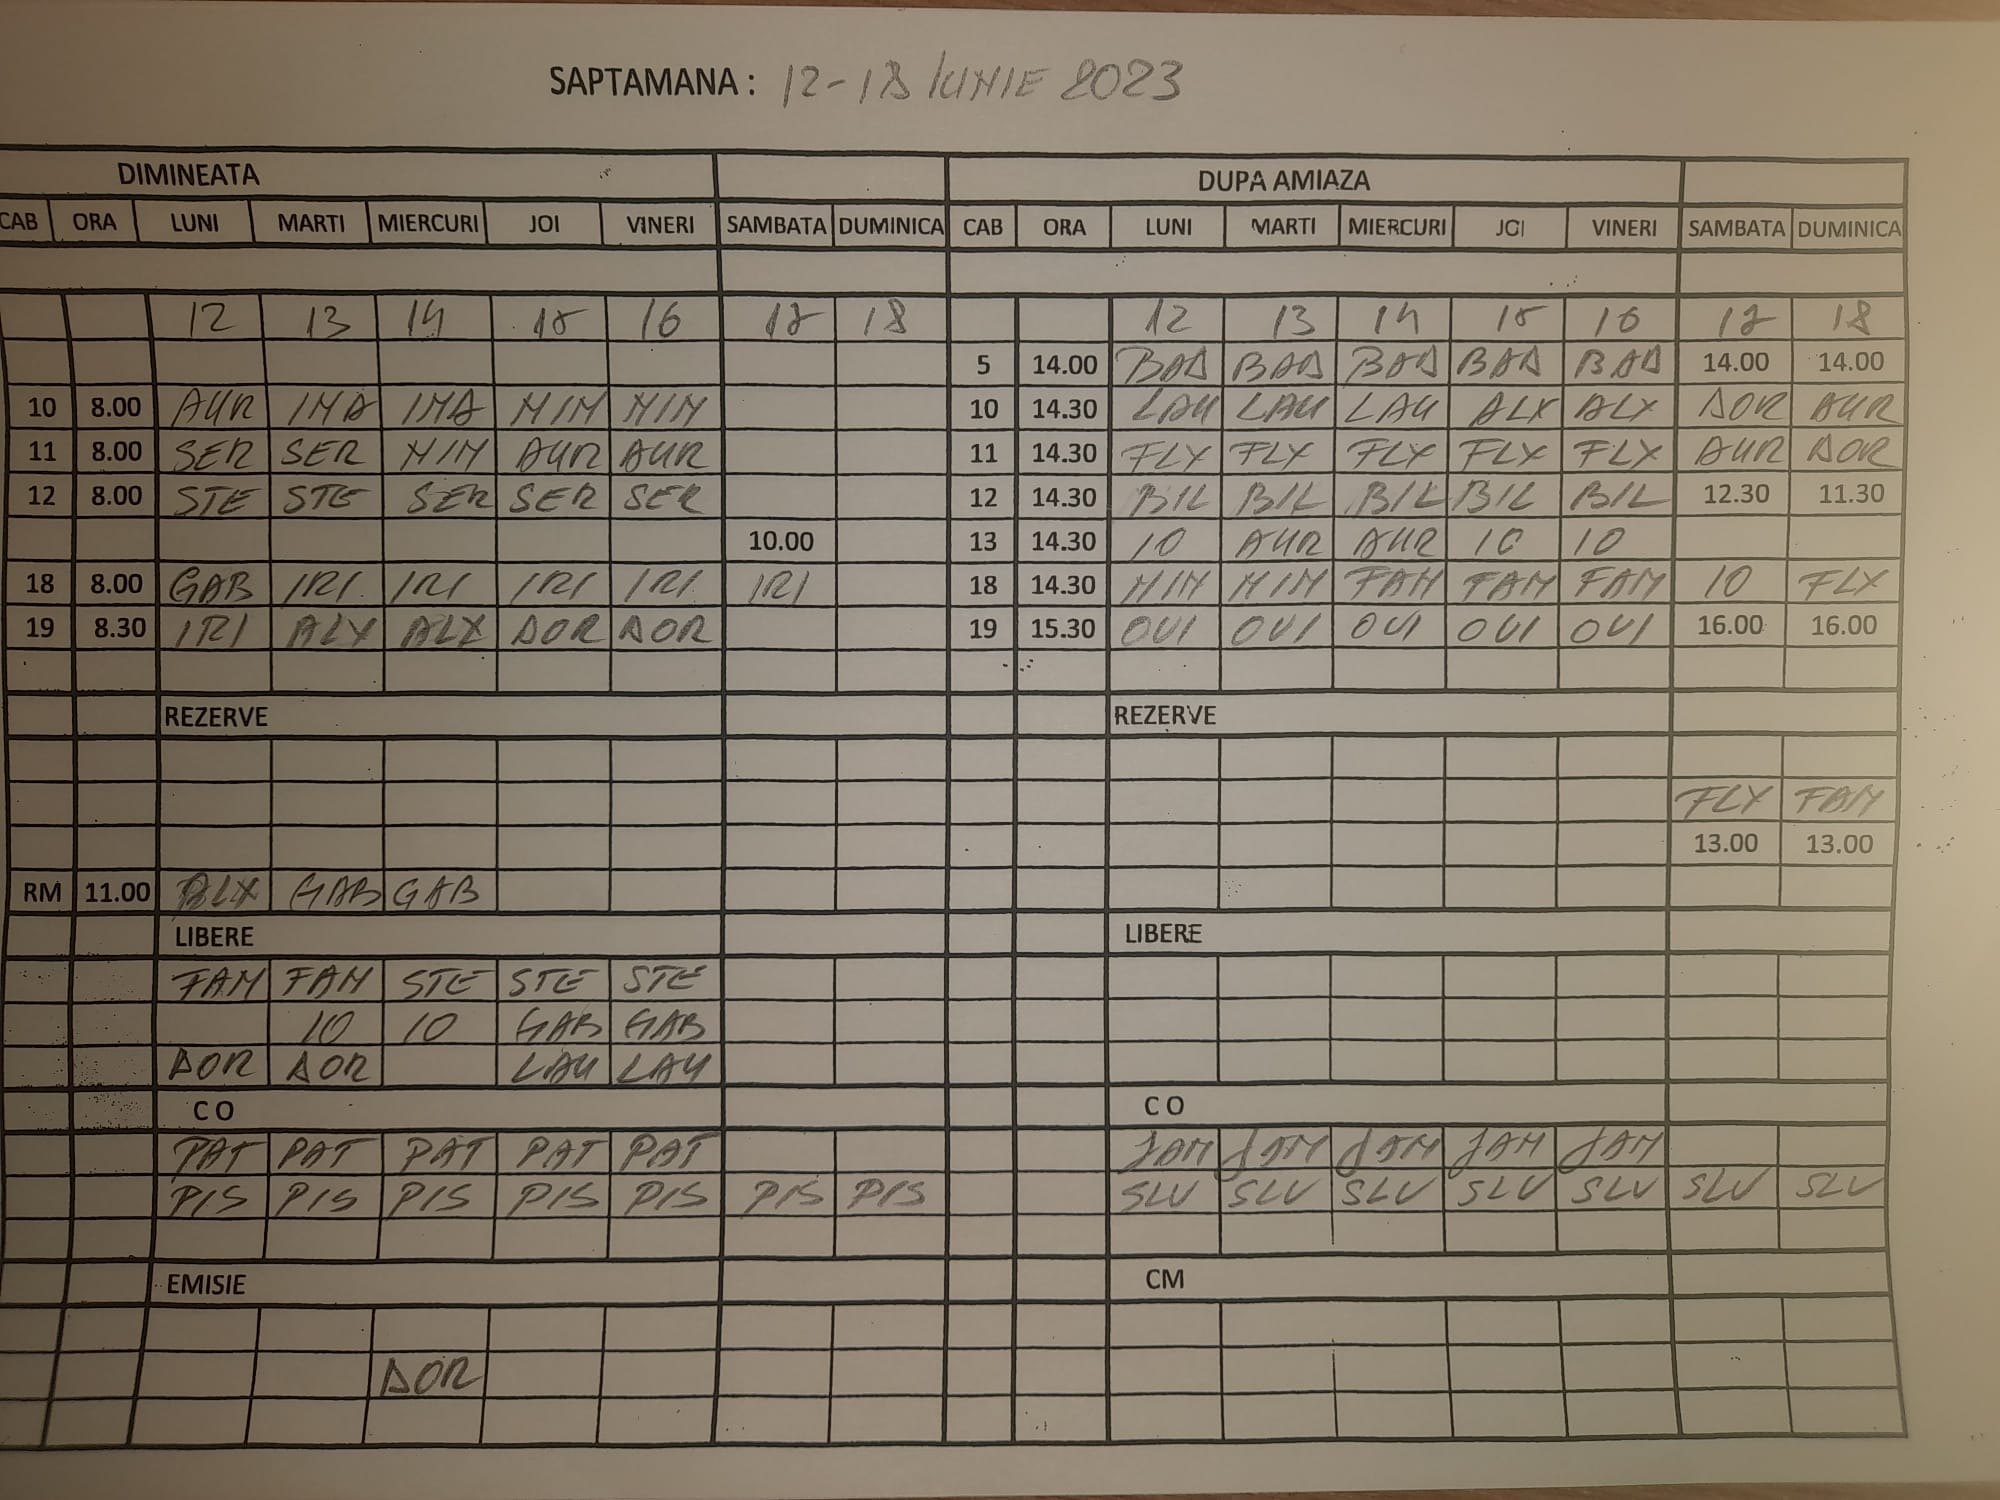 SAPTAMANA : 12-18 IUNIE 2023
DIMINEATA DUPA AMIAZA
CAB ORA LUNI MARTI MIERCURI JOI VINERI SAMBATA DUMINICA CAB ORA LUNI MARTI MIERCURI JOI VINERI SAMBATA DUMINICA
12 13 14 15 16 17 18 12 13 14 15 16 17 18
5 14.00 BAD BAD BAD BAD BAD 14.00 14.00
10 8.00 AUR IMA IMA MIM MIM 10 14.30 LAU LAU LAU ALX ALX DOR AUR
11 8.00 SER SER MIM AUR AUR 11 14.30 FLX FLX FLX FLX FLX AUR DOR
12 8.00 STE STE SER SER SER 12 14.30 BIL BIL BIL BIL BIL 12.30 11.30
10.00 13 14.30 10 AUR AUR 10 10
18 8.00 GAB IRI IRI IRI IRI IRI 18 14.30 MIM MIM FAM FAM FAM 10 FLX
19 8.30 IRI ALX ALX DOR DOR 19 15.30 OVI OVI OVI OVI OVI 16.00 16.00
REZERVE REZERVE
FLX FAM
13.00 13.00
RM 11.00 ALX GAB GAB
LIBERE LIBERE
FAM FAM STE STE STE
10 10 GAB GAB
DOR DOR LAU LAU
C O C O
PAT PAT PAT PAT PAT JAM JAM JAM JAM JAM
PIS PIS PIS PIS PIS PIS PIS SLV SLV SLV SLV SLV SLV SLV
EMISIE CM
DOR